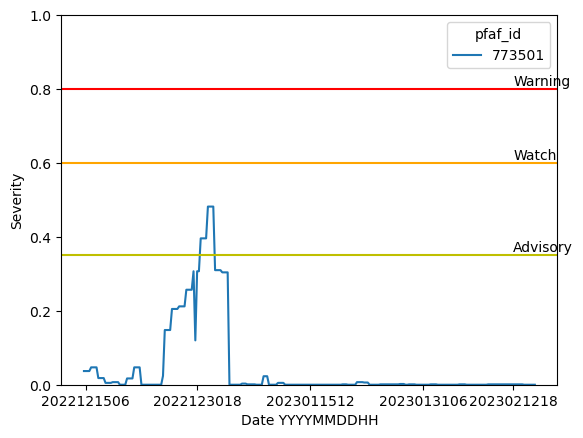 pfaf_id
773501
1.0
0.8
0.6
0.4
0.2
0.0
Warning
Watch
Advisory
Severity
2022121506
2022123018
2023011512
2023013106
2023021218
Date YYYYMMDDHH